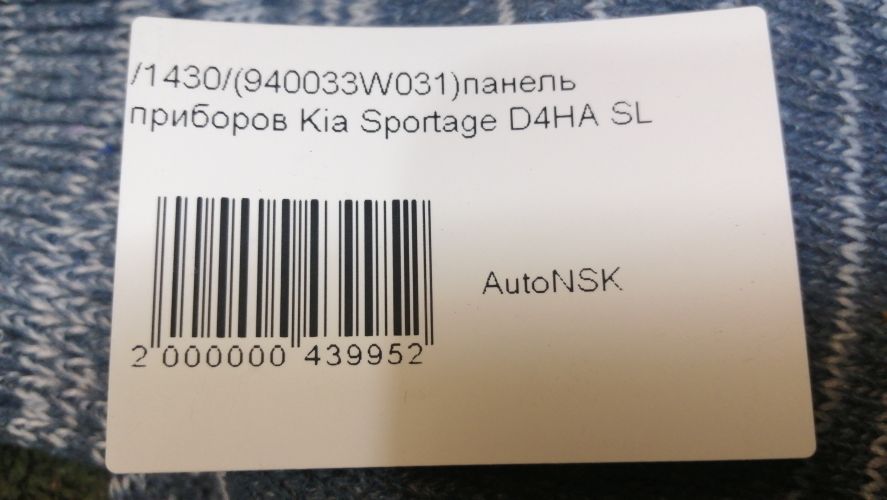 /1430/(940033W031)панель
приборов Kia Sportage D4HA SL
AutoNSK
2 000000 439952